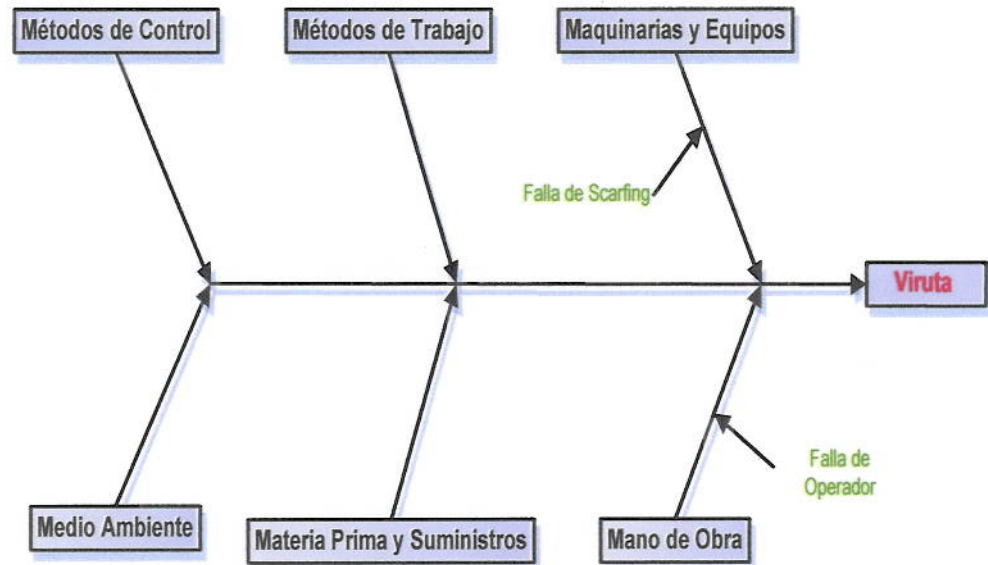 Métodos de Control
Métodos de Trabajo
Maquinarias y Equipos
Falla de Scarfing
Viruta
Falla de
Operador
Medio Ambiente
Materia Prima y Suministros
Mano de Obra